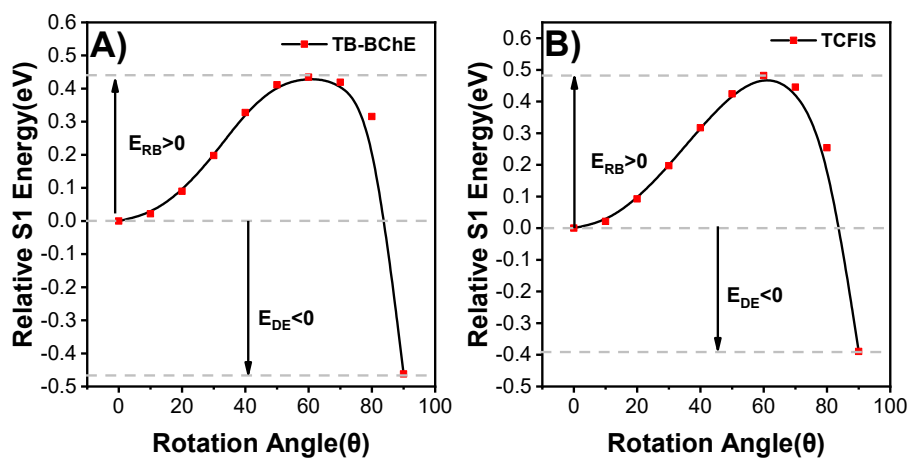 A)
TB-BChE
Relative S1 Energy(eV)
0.6
0.5
0.4
0.3
0.2
0.1
0.0
-0.1
-0.2
-0.3
-0.4
-0.5
E_RB>0
E_DE<0
0 20 40 60 80 100
Rotation Angle(θ)
B)
TCFIS
Relative S1 Energy(eV)
0.6
0.5
0.4
0.3
0.2
0.1
0.0
-0.1
-0.2
-0.3
-0.4
-0.5
E_RB>0
E_DE<0
0 20 40 60 80 100
Rotation Angle(θ)